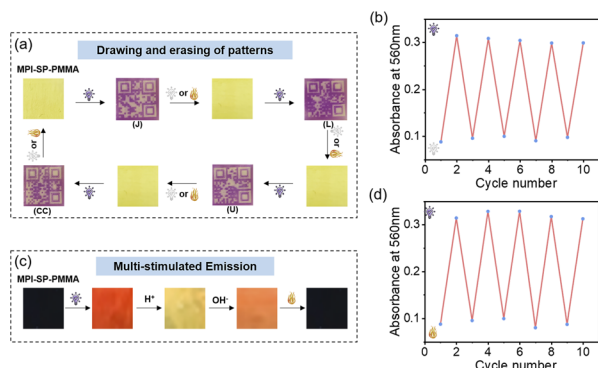 (a)
Drawing and erasing of patterns
MPI-SP-PMMA
or
(J)
(L)
or
or
or
(CC)
(U)
(b)
Absorbance at 560nm
0.3
0.2
0.1
0 2 4 6 8 10
Cycle number
(c)
Multi-stimulated Emission
MPI-SP-PMMA
H⁺
OH⁻
(d)
Absorbance at 560nm
0.3
0.2
0.1
0 2 4 6 8 10
Cycle number